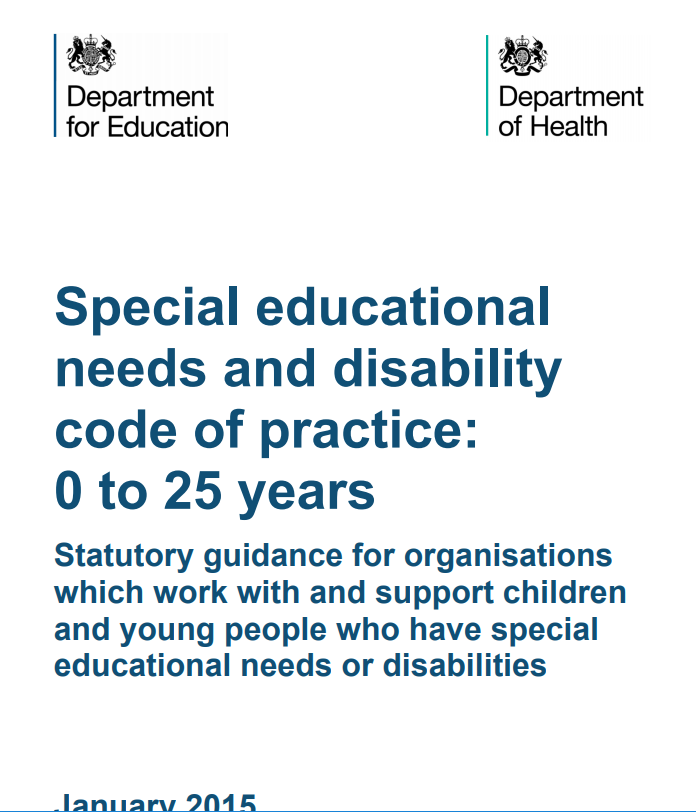 Department
for Education
Department
of Health
Special educational
needs and disability
code of practice:
0 to 25 years
Statutory guidance for organisations
which work with and support children
and young people who have special
educational needs or disabilities
January 2015